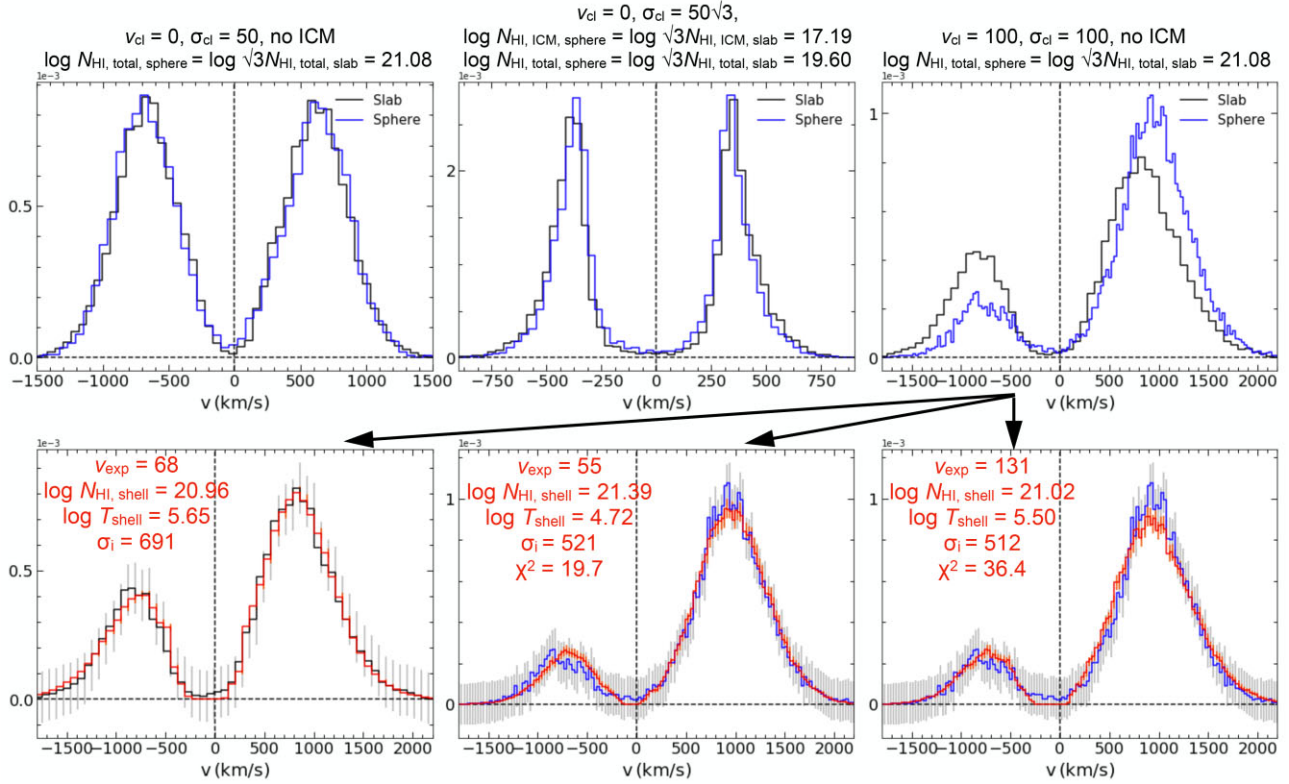 v_cl = 0, σ_cl = 50, no ICM
log N_HI, total, sphere = log √3N_HI, total, slab = 21.08
v_cl = 0, σ_cl = 50√3,
log N_HI, ICM, sphere = log √3N_HI, ICM, slab = 17.19
log N_HI, total, sphere = log √3N_HI, total, slab = 19.60
v_cl = 100, σ_cl = 100, no ICM
log N_HI, total, sphere = log √3N_HI, total, slab = 21.08
1e−3
Slab
Sphere
0.5
0.0
−1500 −1000 −500 0 500 1000 1500
v (km/s)
1e−3
Slab
Sphere
2
0
−750 −500 −250 0 250 500 750
v (km/s)
1e−3
Slab
Sphere
1
0
−1500 −1000 −500 0 500 1000 1500 2000
v (km/s)
1e−3
v_exp = 68
log N_HI, shell = 20.96
log T_shell = 5.65
σ_i = 691
0.5
0.0
−1500 −1000 −500 0 500 1000 1500 2000
v (km/s)
1e−3
v_exp = 55
log N_HI, shell = 21.39
log T_shell = 4.72
σ_i = 521
χ² = 19.7
1
0
−1500 −1000 −500 0 500 1000 1500 2000
v (km/s)
1e−3
v_exp = 131
log N_HI, shell = 21.02
log T_shell = 5.50
σ_i = 512
χ² = 36.4
1
0
−1500 −1000 −500 0 500 1000 1500 2000
v (km/s)